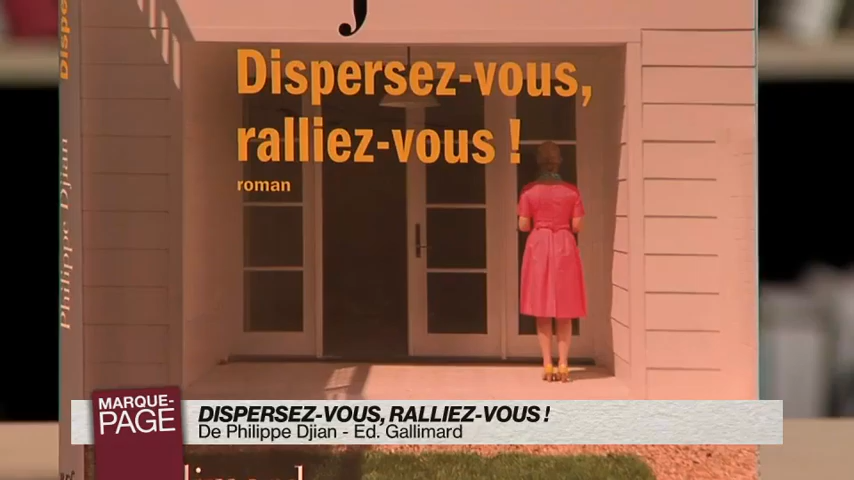 Dispersez-vous,
ralliez-vous !
roman
Philippe Djian
MARQUE-
PAGE
DISPERSEZ-VOUS, RALLIEZ-VOUS !
De Philippe Djian - Ed. Gallimard